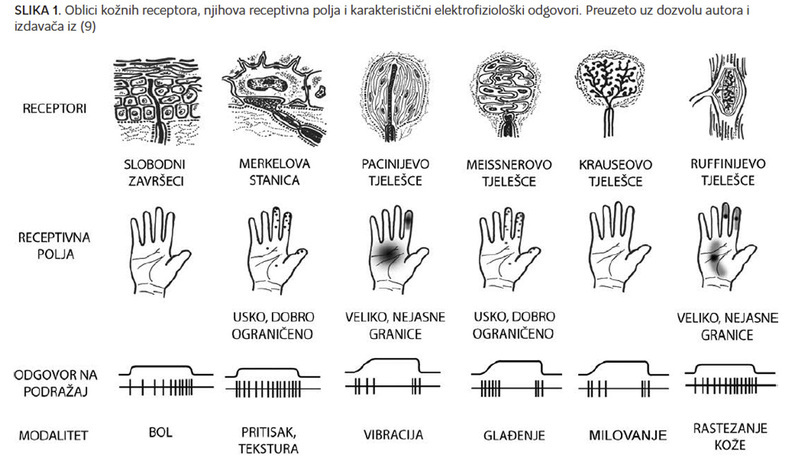 SLIKA 1. Oblici kožnih receptora, njihova receptivna polja i karakteristični elektrofiziološki odgovori. Preuzeto uz dozvolu autora i
izdavača iz (9)
RECEPTORI
SLOBODNI
ZAVRŠECI
MERKELOVA
STANICA
PACINIJEVO
TJELEŠCE
MEISSNEROVO
TJELEŠCE
KRAUSEOVO
TJELEŠCE
RUFFINIJEVO
TJELEŠCE
RECEPTIVNA
POLJA
USKO, DOBRO
OGRANIČENO
VELIKO, NEJASNE
GRANICE
USKO, DOBRO
OGRANIČENO
VELIKO, NEJASNE
GRANICE
ODGOVOR NA
PODRAŽAJ
MODALITET
BOL
PRITISAK,
TEKSTURA
VIBRACIJA
GLAĐENJE
MILOVANJE
RASTEZANJE
KOŽE